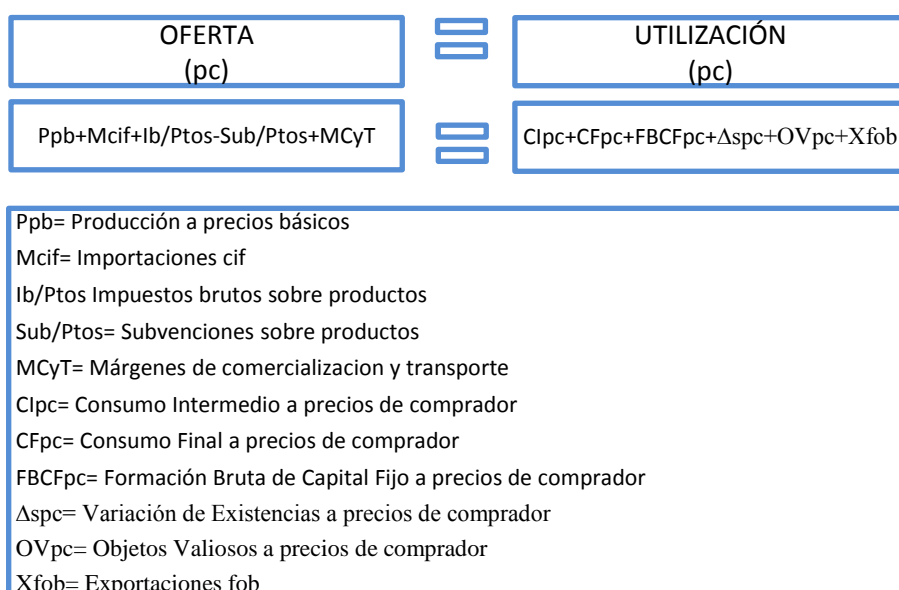 OFERTA
(pc)
UTILIZACIÓN
(pc)
Ppb+Mcif+Ib/Ptos-Sub/Ptos+MCyT
CIpc+CFpc+FBCFpc+∆spc+OVpc+Xfob
Ppb= Producción a precios básicos
Mcif= Importaciones cif
Ib/Ptos Impuestos brutos sobre productos
Sub/Ptos= Subvenciones sobre productos
MCyT= Márgenes de comercializacion y transporte
CIpc= Consumo Intermedio a precios de comprador
CFpc= Consumo Final a precios de comprador
FBCFpc= Formación Bruta de Capital Fijo a precios de comprador
∆spc= Variación de Existencias a precios de comprador
OVpc= Objetos Valiosos a precios de comprador
Xfob= Exportaciones fob